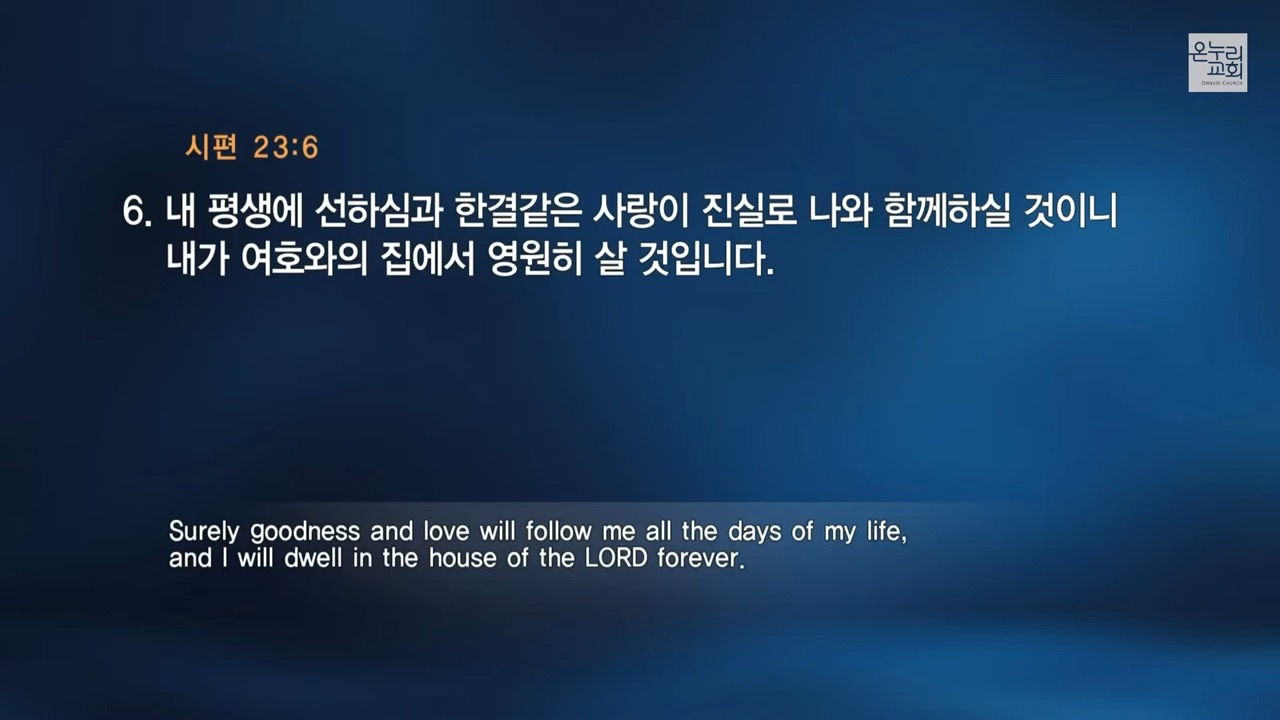 온누리
교회
ONNURI CHURCH
시편 23:6
6. 내 평생에 선하심과 한결같은 사랑이 진실로 나와 함께하실 것이니
내가 여호와의 집에서 영원히 살 것입니다.
Surely goodness and love will follow me all the days of my life,
and I will dwell in the house of the LORD forever.